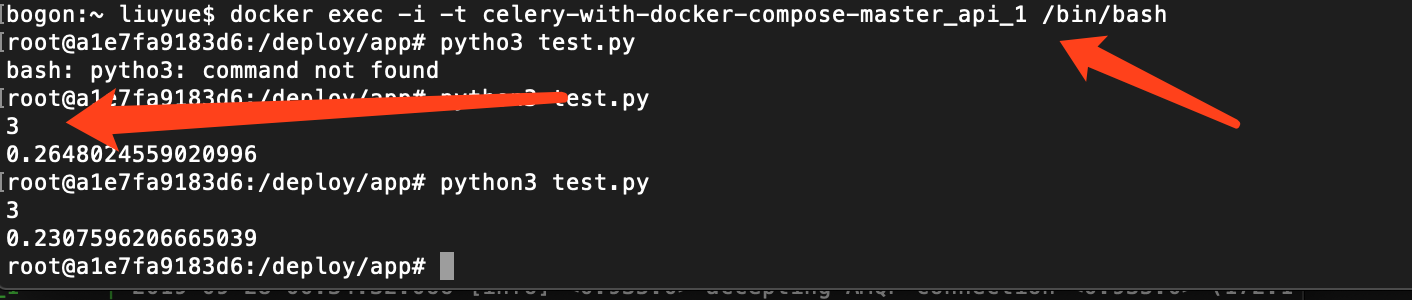 [bogon:~ liuyue$ docker exec -i -t celery-with-docker-compose-master_api_1 /bin/bash
[root@a1e7fa9183d6:/deploy/app# pytho3 test.py
bash: pytho3: command not found
[root@a1e7fa9183d6:/deploy/app# python3 test.py
3
0.2648024559020996
[root@a1e7fa9183d6:/deploy/app# python3 test.py
3
0.2307596206665039
root@a1e7fa9183d6:/deploy/app#